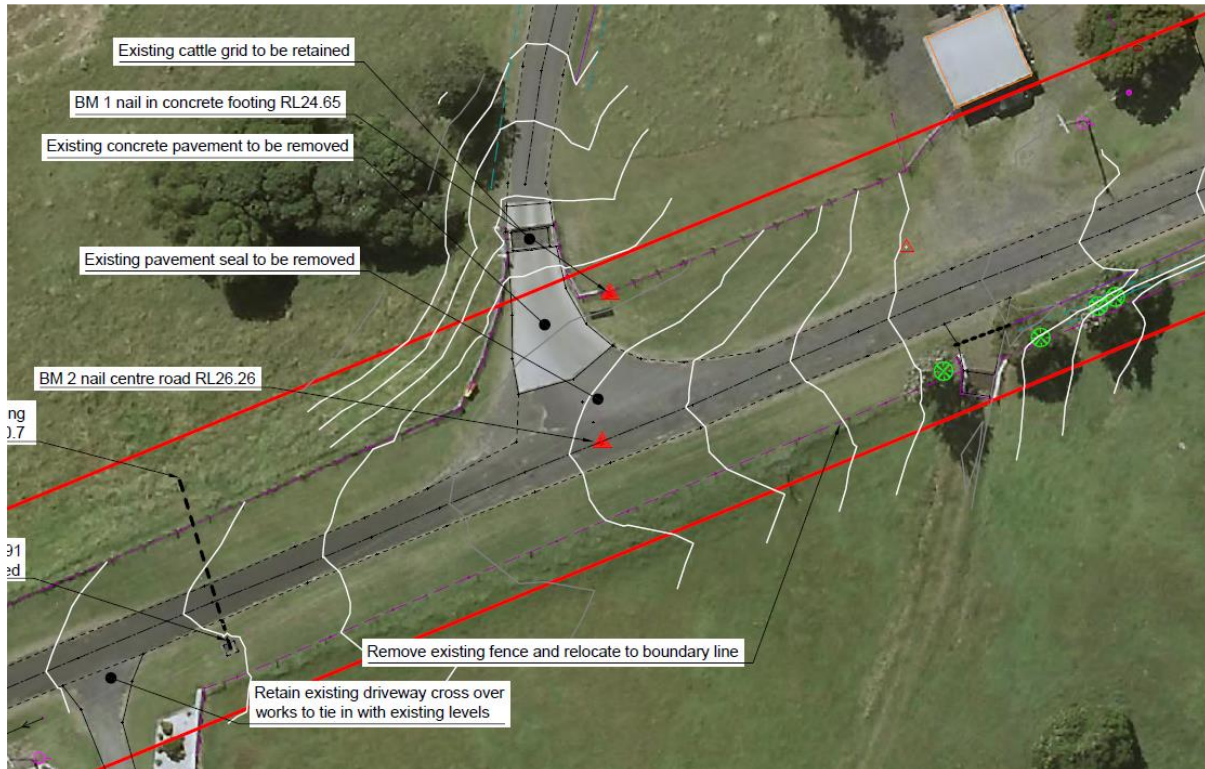 Existing cattle grid to be retained
BM 1 nail in concrete footing RL24.65
Existing concrete pavement to be removed
Existing pavement seal to be removed
BM 2 nail centre road RL26.26
ng
0.7
91
ed
Remove existing fence and relocate to boundary line
Retain existing driveway cross over
works to tie in with existing levels